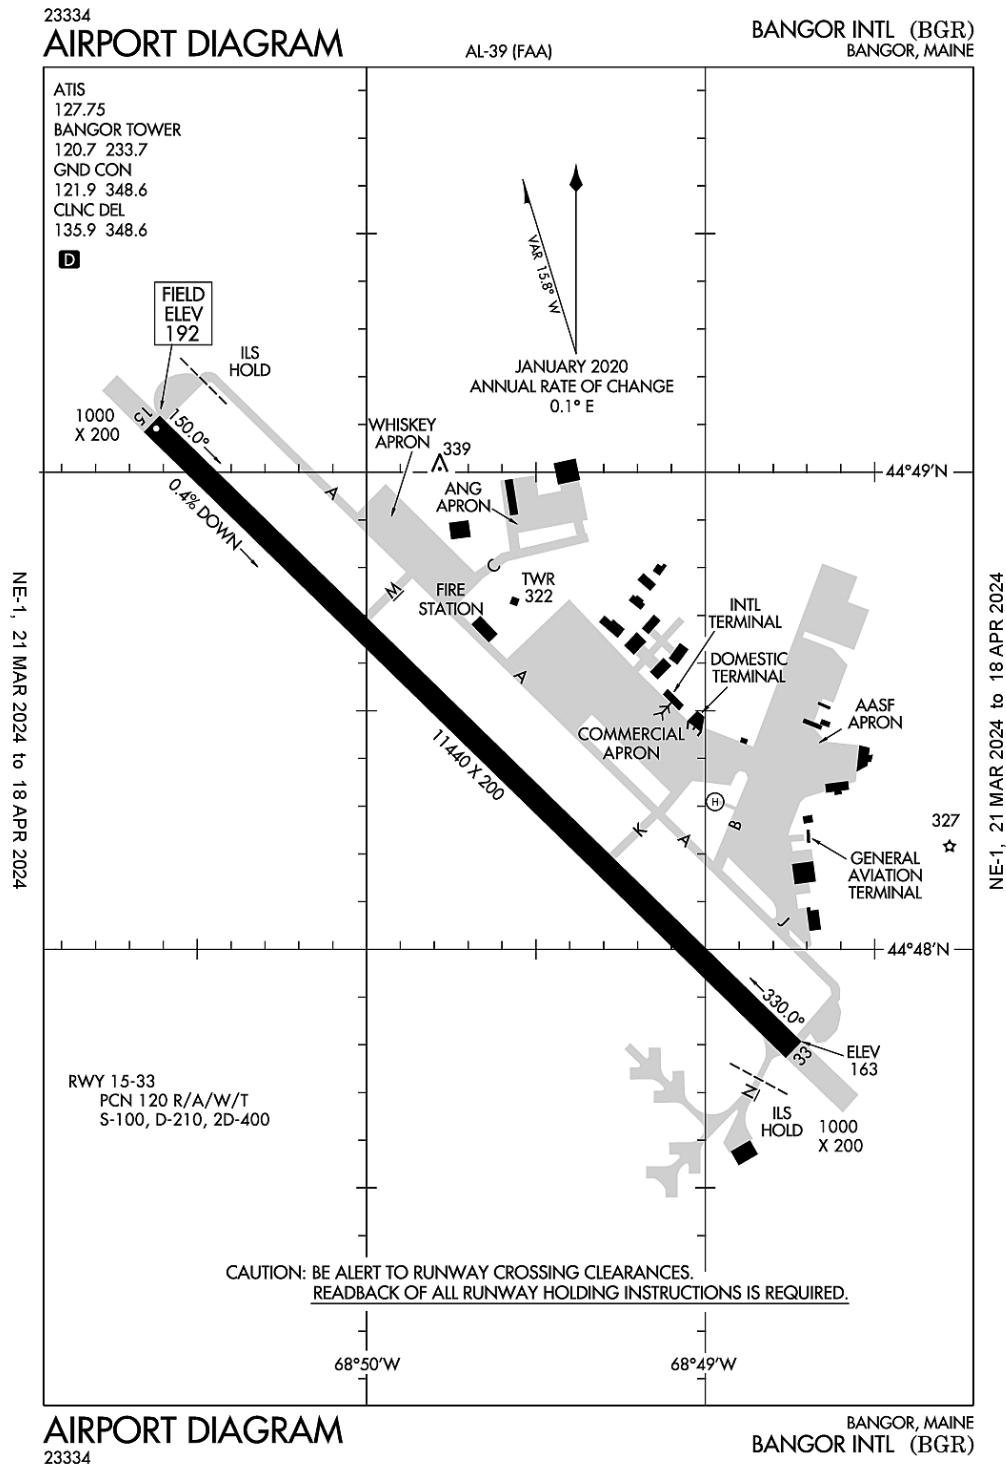 23334
AIRPORT DIAGRAM
AL-39 (FAA)
BANGOR INTL (BGR)
BANGOR, MAINE
ATIS
127.75
BANGOR TOWER
120.7 233.7
GND CON
121.9 348.6
CLNC DEL
135.9 348.6
D
VAR 15.8° W
JANUARY 2020
ANNUAL RATE OF CHANGE
0.1° E
FIELD
ELEV
192
ILS
HOLD
1000
X 200
15
150.0°
0.4% DOWN
A
WHISKEY
APRON
339
ANG
APRON
44°49'N
C
M
FIRE
STATION
TWR
322
A
INTL
TERMINAL
DOMESTIC
TERMINAL
COMMERCIAL
APRON
AASF
APRON
11440 X 200
H
K
A
B
327
GENERAL
AVIATION
TERMINAL
J
44°48'N
330.0°
33
ELEV
163
N
ILS
HOLD
1000
X 200
RWY 15-33
PCN 120 R/A/W/T
S-100, D-210, 2D-400
CAUTION: BE ALERT TO RUNWAY CROSSING CLEARANCES.
READBACK OF ALL RUNWAY HOLDING INSTRUCTIONS IS REQUIRED.
68°50'W
68°49'W
NE-1, 21 MAR 2024 to 18 APR 2024
NE-1, 21 MAR 2024 to 18 APR 2024
AIRPORT DIAGRAM
23334
BANGOR, MAINE
BANGOR INTL (BGR)